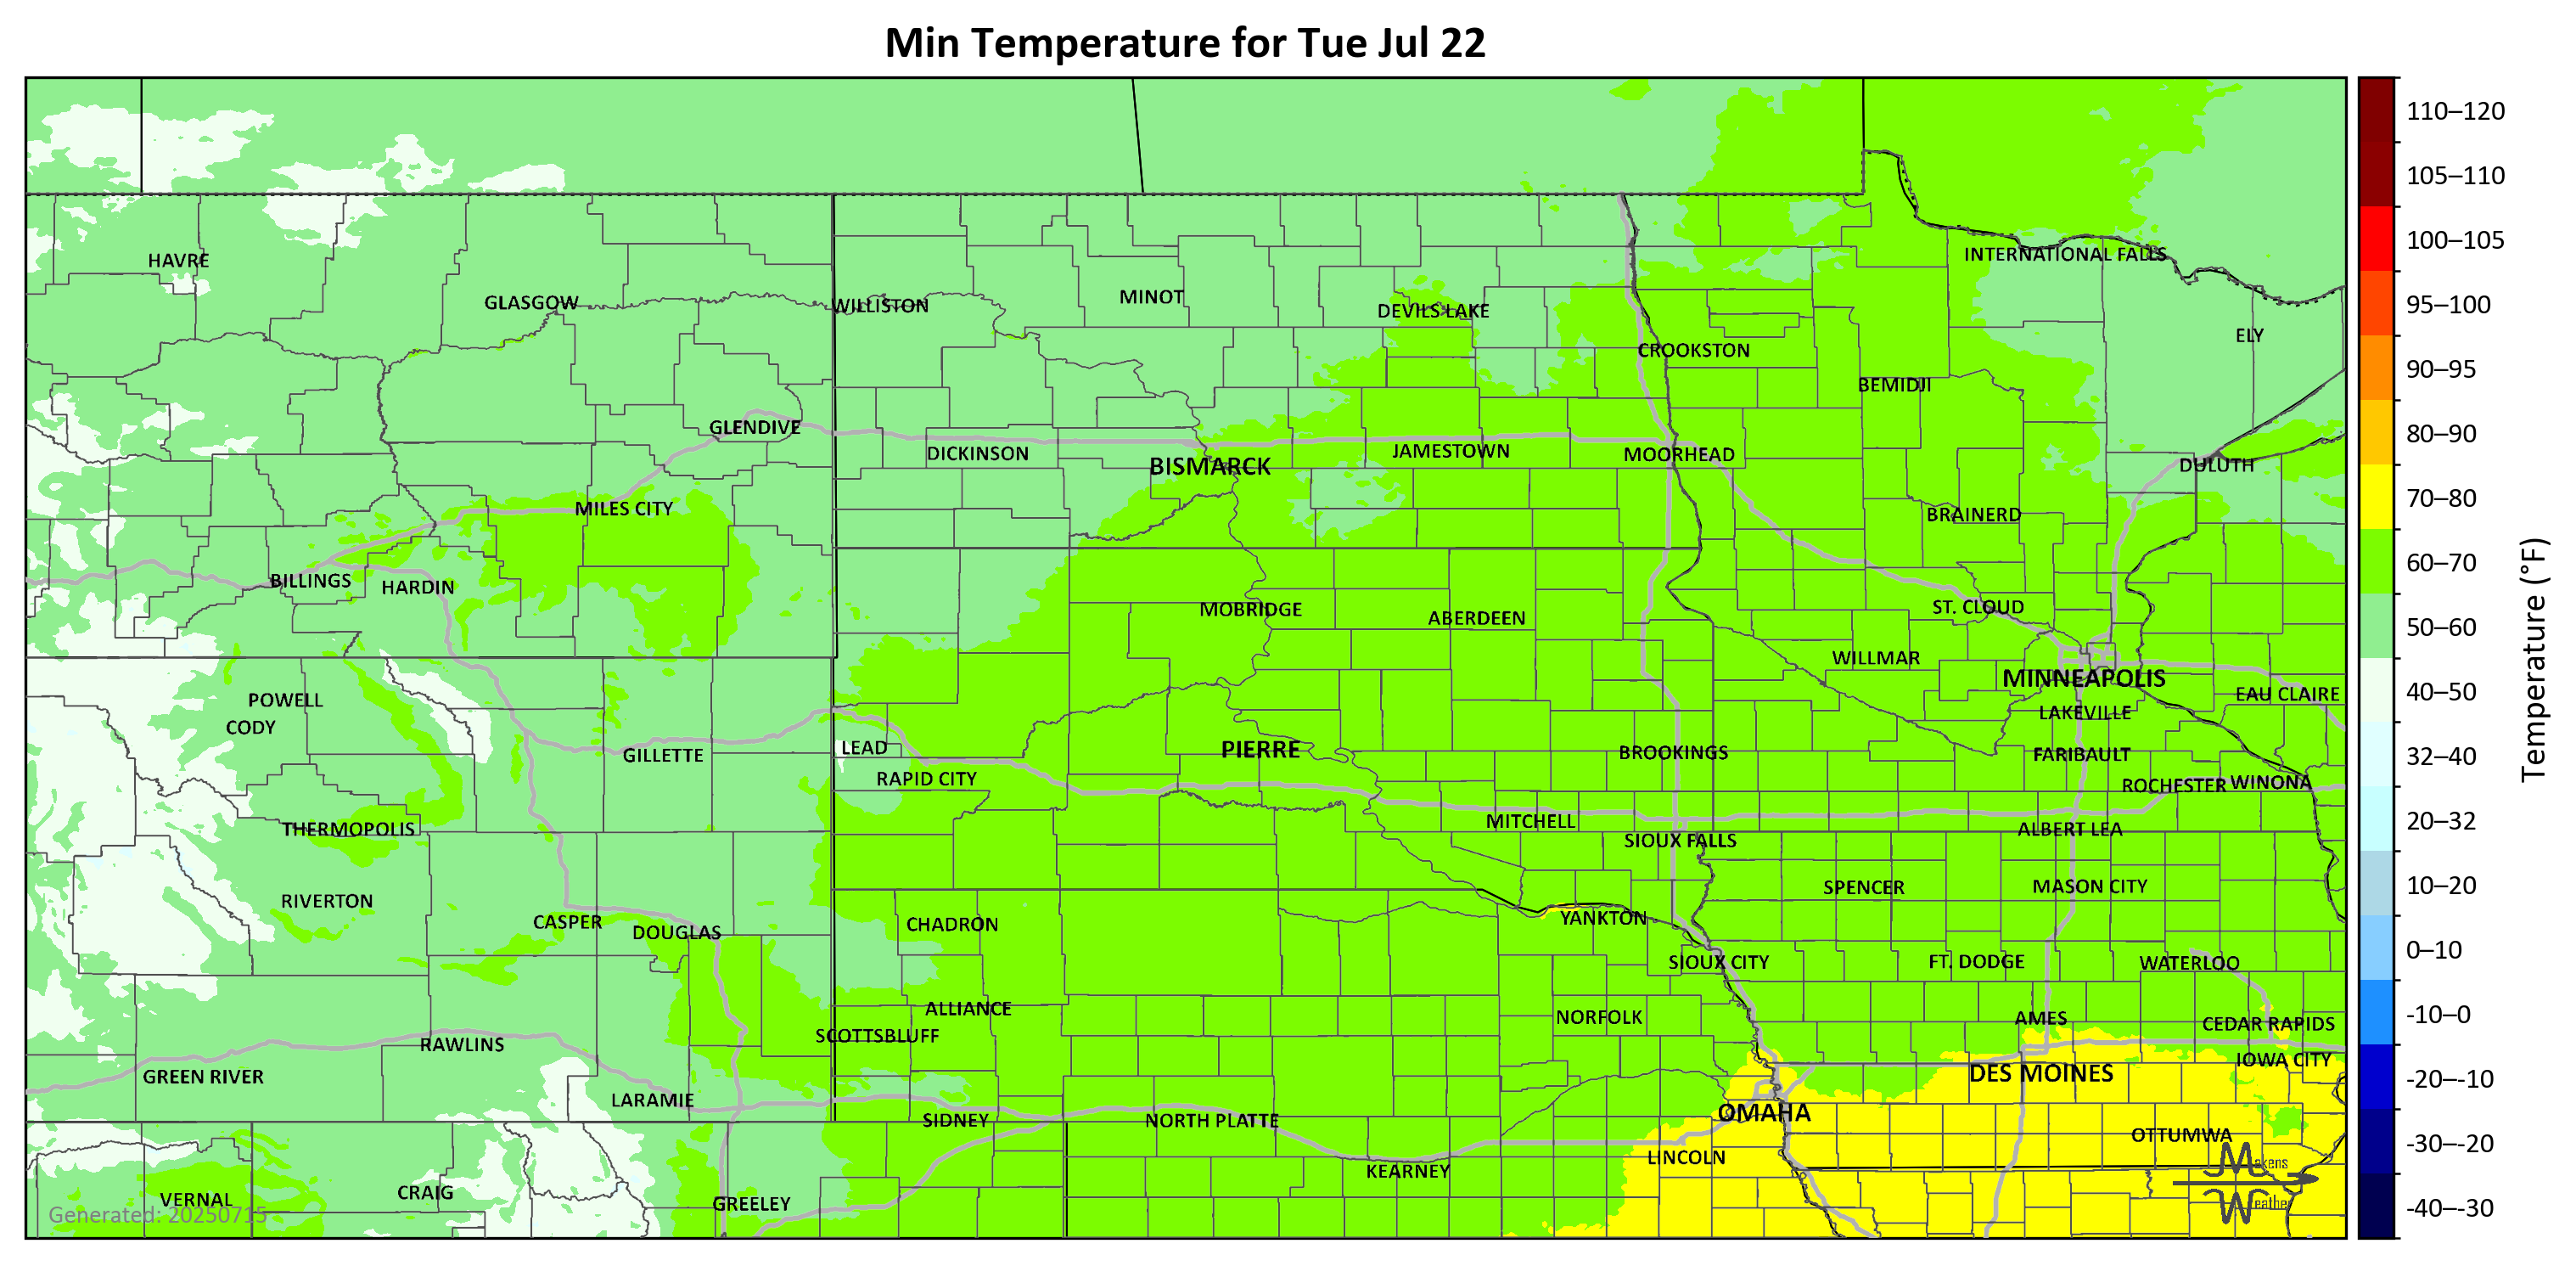 Min Temperature for Tue Jul 22
HAVRE
INTERNATIONAL FALLS
GLASGOW
WILLISTON
MINOT
DEVILS LAKE
ELY
CROOKSTON
BEMIDJI
GLENDIVE
DICKINSON
BISMARCK
JAMESTOWN
MOORHEAD
DULUTH
MILES CITY
BRAINERD
BILLINGS
HARDIN
MOBRIDGE
ABERDEEN
ST. CLOUD
WILLMAR
MINNEAPOLIS
POWELL
EAU CLAIRE
CODY
LAKEVILLE
GILLETTE
LEAD
PIERRE
BROOKINGS
FARIBAULT
RAPID CITY
ROCHESTER
WINONA
THERMOPOLIS
MITCHELL
SIOUX FALLS
ALBERT LEA
RIVERTON
SPENCER
MASON CITY
CASPER
DOUGLAS
CHADRON
YANKTON
SIOUX CITY
FT. DODGE
WATERLOO
ALLIANCE
NORFOLK
AMES
CEDAR RAPIDS
SCOTTSBLUFF
RAWLINS
IOWA CITY
GREEN RIVER
DES MOINES
LARAMIE
SIDNEY
NORTH PLATTE
OMAHA
OTTUMWA
LINCOLN
KEARNEY
VERNAL
CRAIG
GREELEY
Generated: 20250715
Makens
Weather
110–120
105–110
100–105
95–100
90–95
80–90
70–80
60–70
50–60
40–50
32–40
20–32
10–20
0–10
-10–0
-20–-10
-30–-20
-40–-30
Temperature (°F)